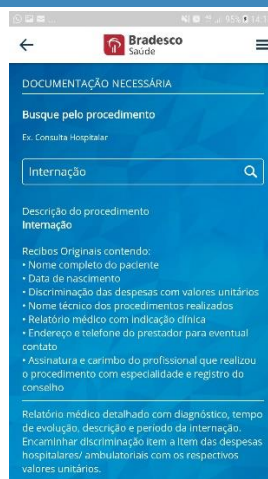 95% 14:1
Bradesco
Saúde
DOCUMENTAÇÃO NECESSÁRIA
Busque pelo procedimento
Ex. Consulta Hospitalar
Internação
Descrição do procedimento
Internação
Recibos Originais contendo:
• Nome completo do paciente
• Data de nascimento
• Discriminação das despesas com valores unitários
• Nome técnico dos procedimentos realizados
• Relatório médico com indicação clínica
• Endereço e telefone do prestador para eventual
contato
• Assinatura e carimbo do profissional que realizou
o procedimento com especialidade e registro do
conselho
Relatório médico detalhado com diagnóstico, tempo
de evolução, descrição e período da internação.
Encaminhar discriminação item a item das despesas
hospitalares/ ambulatoriais com os respectivos
valores unitários.